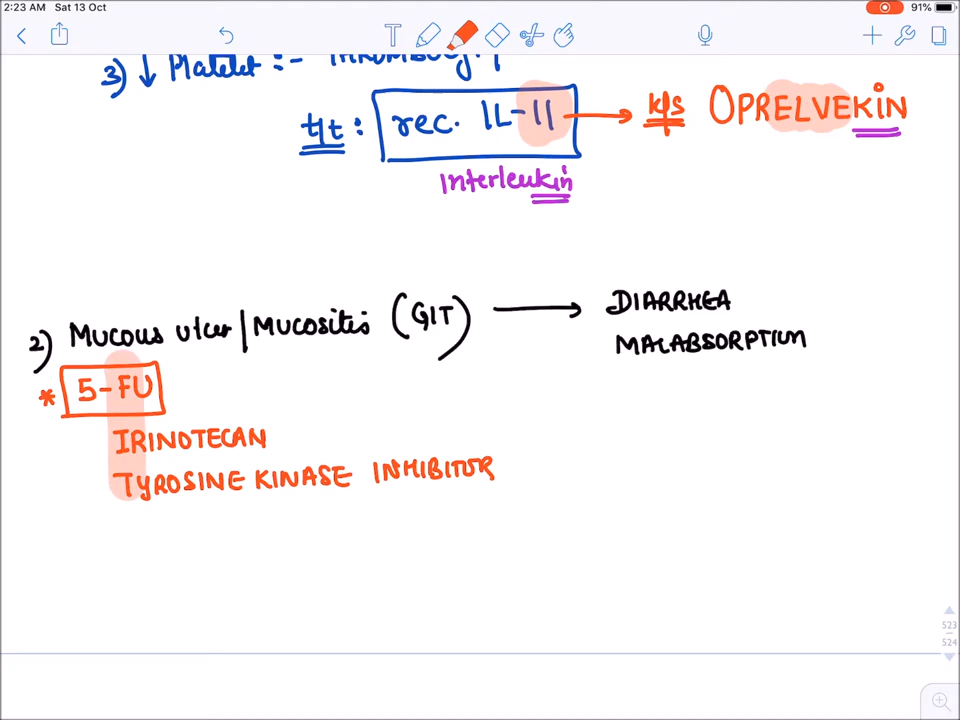 2:23 AM Sat 13 Oct
91%
3) ↓ Platelet :-
t/t : rec. IL-11 → k/s OPRELVEKIN
Interleukin
2) Mucous ulcer/Mucositis (GIT) → DIARRHEA
MALABSORPTIUM
* 5-FU
IRINOTECAN
TYROSINE KINASE INHIBITOR
523
524